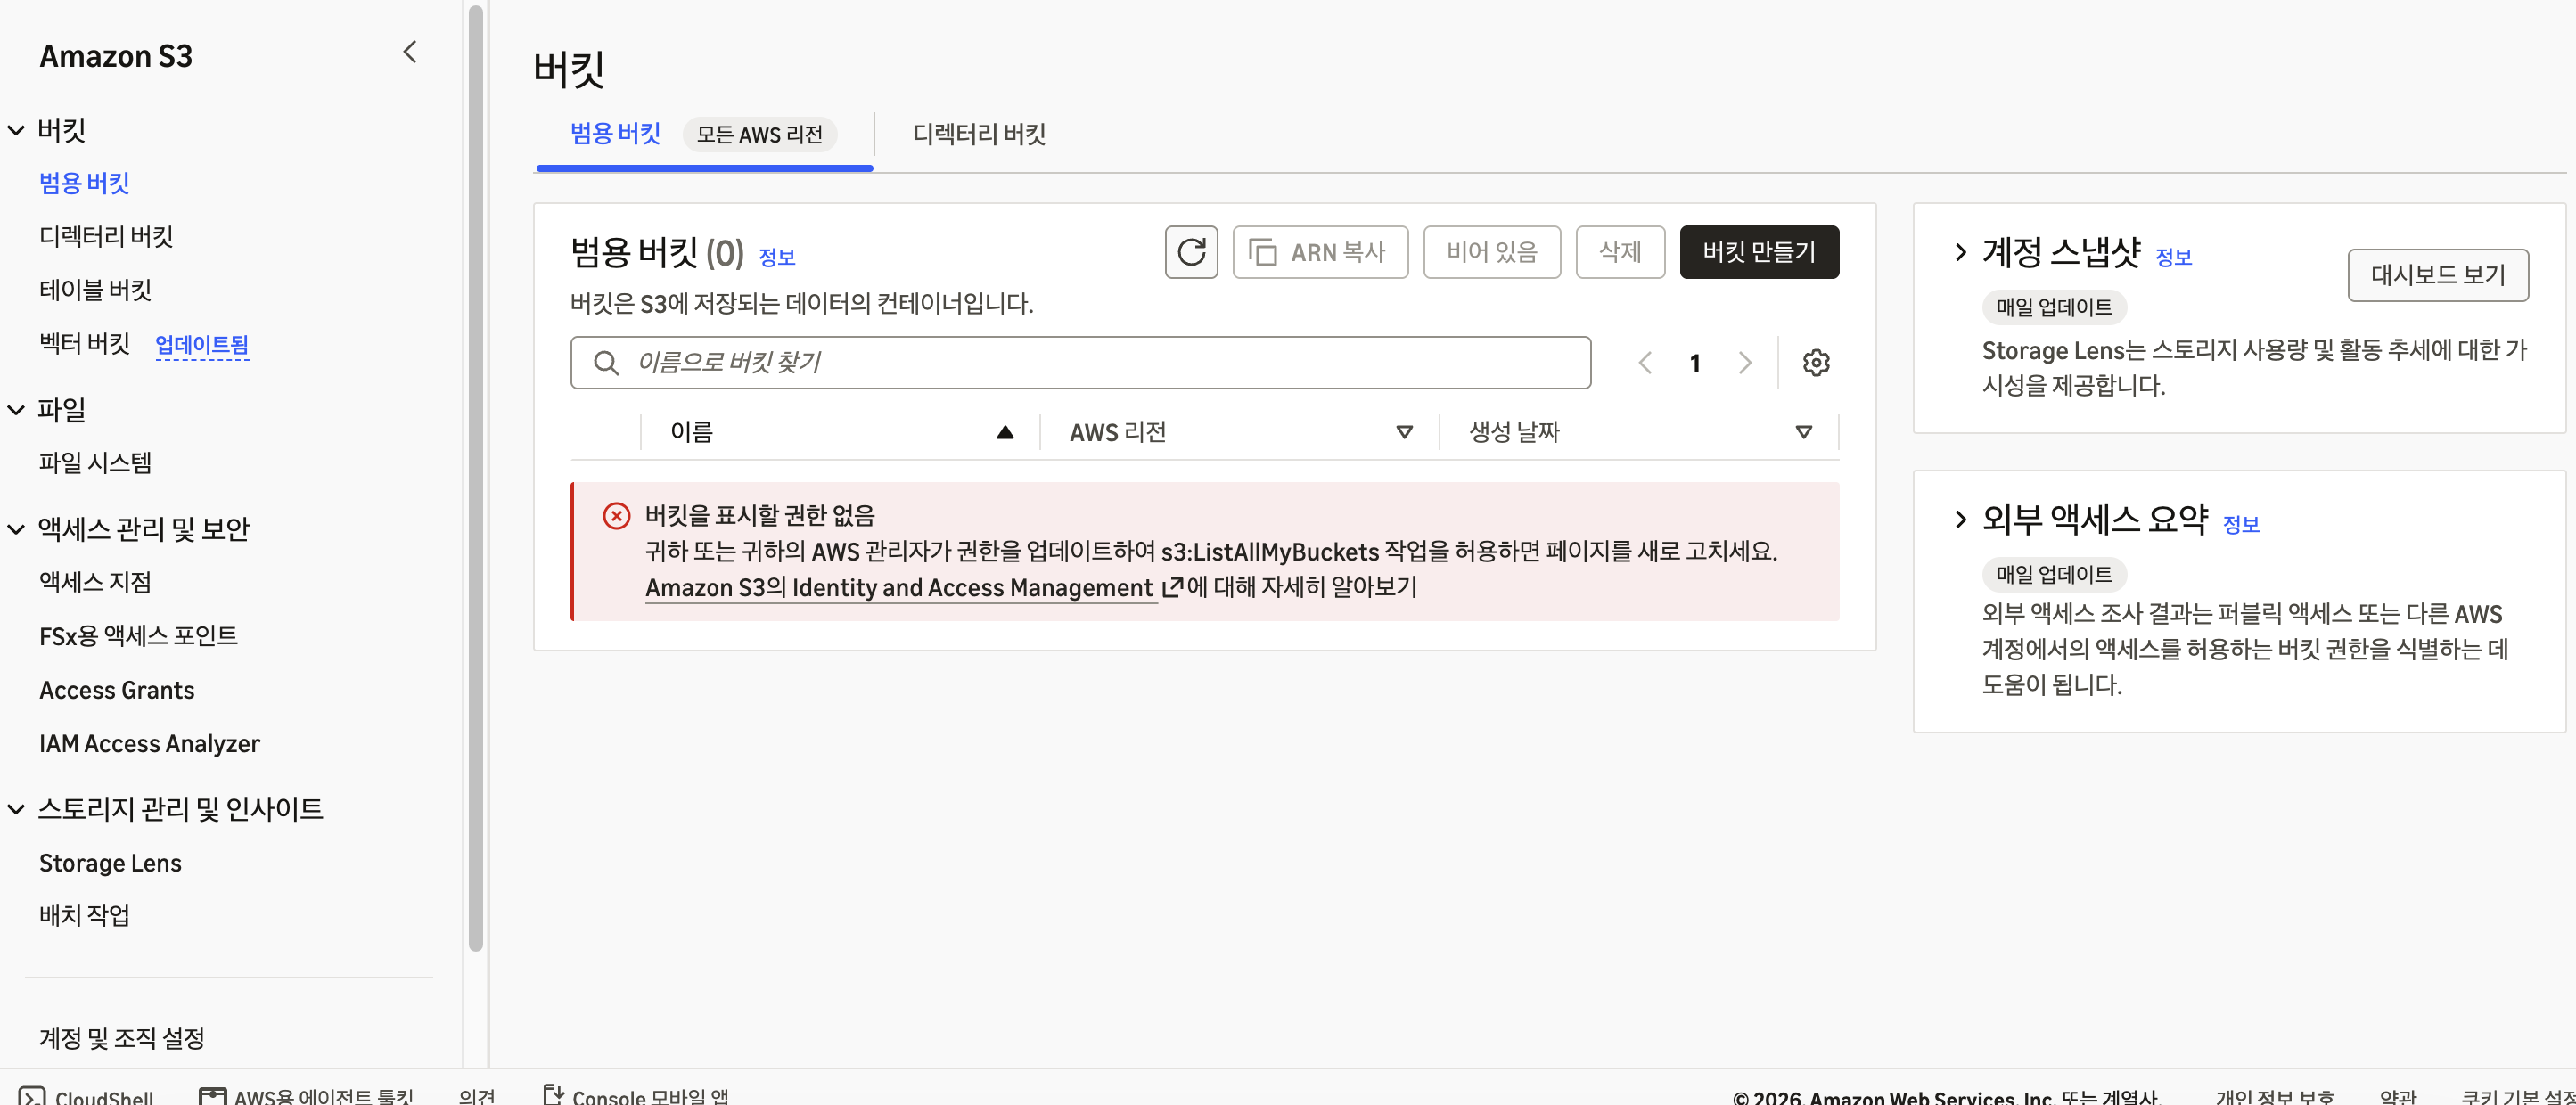 Amazon S3
버킷
범용 버킷
디렉터리 버킷
테이블 버킷
벡터 버킷 업데이트됨
파일
파일 시스템
액세스 관리 및 보안
액세스 지점
FSx용 액세스 포인트
Access Grants
IAM Access Analyzer
스토리지 관리 및 인사이트
Storage Lens
배치 작업
계정 및 조직 설정
버킷
범용 버킷 모든 AWS 리전 디렉터리 버킷
범용 버킷 (0) 정보
ARN 복사 비어 있음 삭제 버킷 만들기
버킷은 S3에 저장되는 데이터의 컨테이너입니다.
이름으로 버킷 찾기
1
이름 AWS 리전 생성 날짜
버킷을 표시할 권한 없음
귀하 또는 귀하의 AWS 관리자가 권한을 업데이트하여 s3:ListAllMyBuckets 작업을 허용하면 페이지를 새로 고치세요.
Amazon S3의 Identity and Access Management 에 대해 자세히 알아보기
계정 스냅샷 정보
대시보드 보기
매일 업데이트
Storage Lens는 스토리지 사용량 및 활동 추세에 대한 가
시성을 제공합니다.
외부 액세스 요약 정보
매일 업데이트
외부 액세스 조사 결과는 퍼블릭 액세스 또는 다른 AWS
계정에서의 액세스를 허용하는 버킷 권한을 식별하는 데
도움이 됩니다.
CloudShell AWS용 에이전트 툴킷 의견 Console 모바일 앱 © 2026, Amazon Web Services, Inc. 또는 계열사. 개인 정보 보호 약관 쿠키 기본 설정